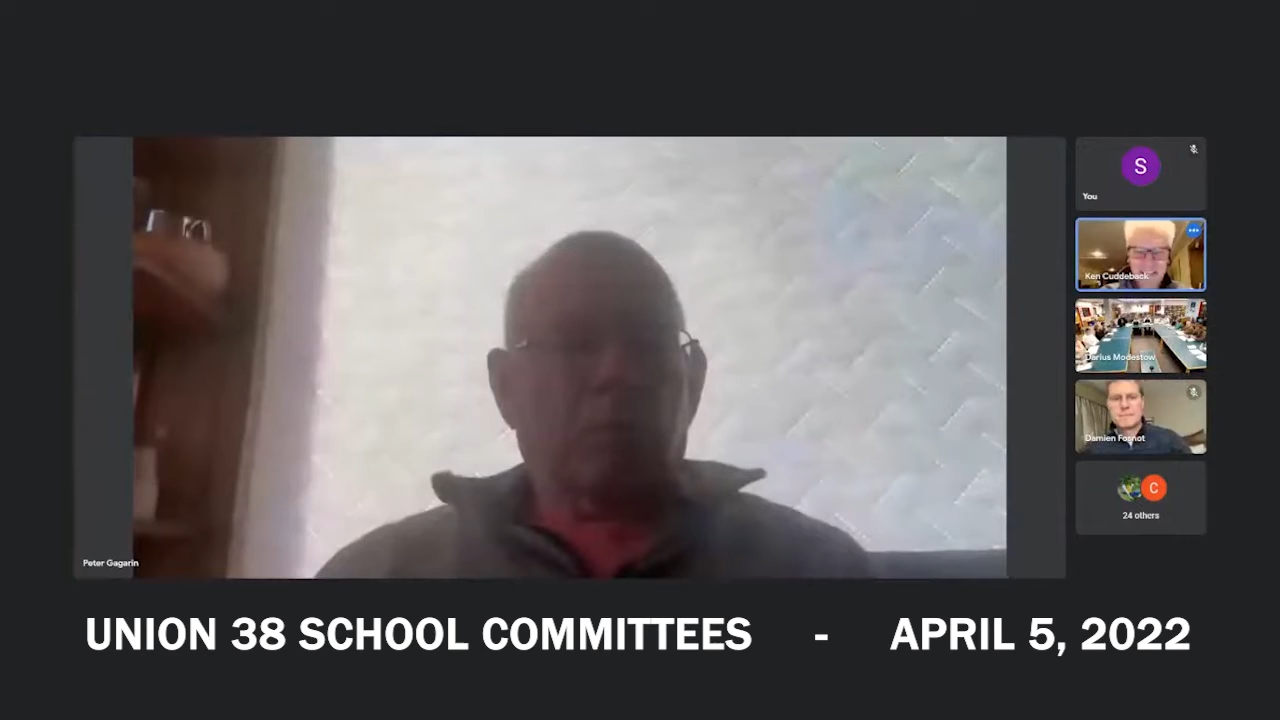 S
You
Ken Cuddeback
Darius Modestow
Damien Fosnot
C
24 others
Peter Gagarin
UNION 38 SCHOOL COMMITTEES - APRIL 5, 2022